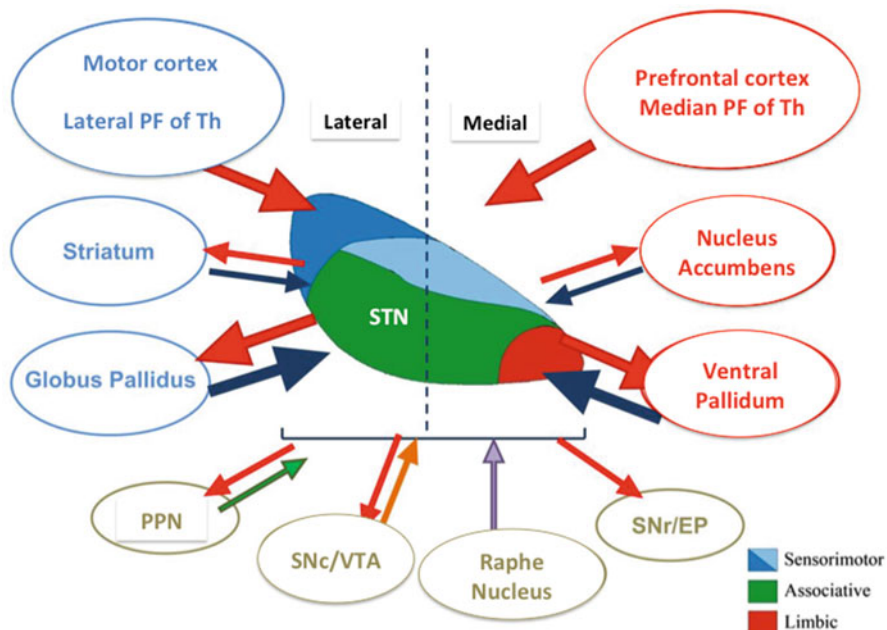 Motor cortex
Lateral PF of Th
Prefrontal cortex
Median PF of Th
Lateral
Medial
Striatum
Nucleus
Accumbens
STN
Globus Pallidus
Ventral
Pallidum
PPN
SNc/VTA
Raphe
Nucleus
SNr/EP
Sensorimotor
Associative
Limbic